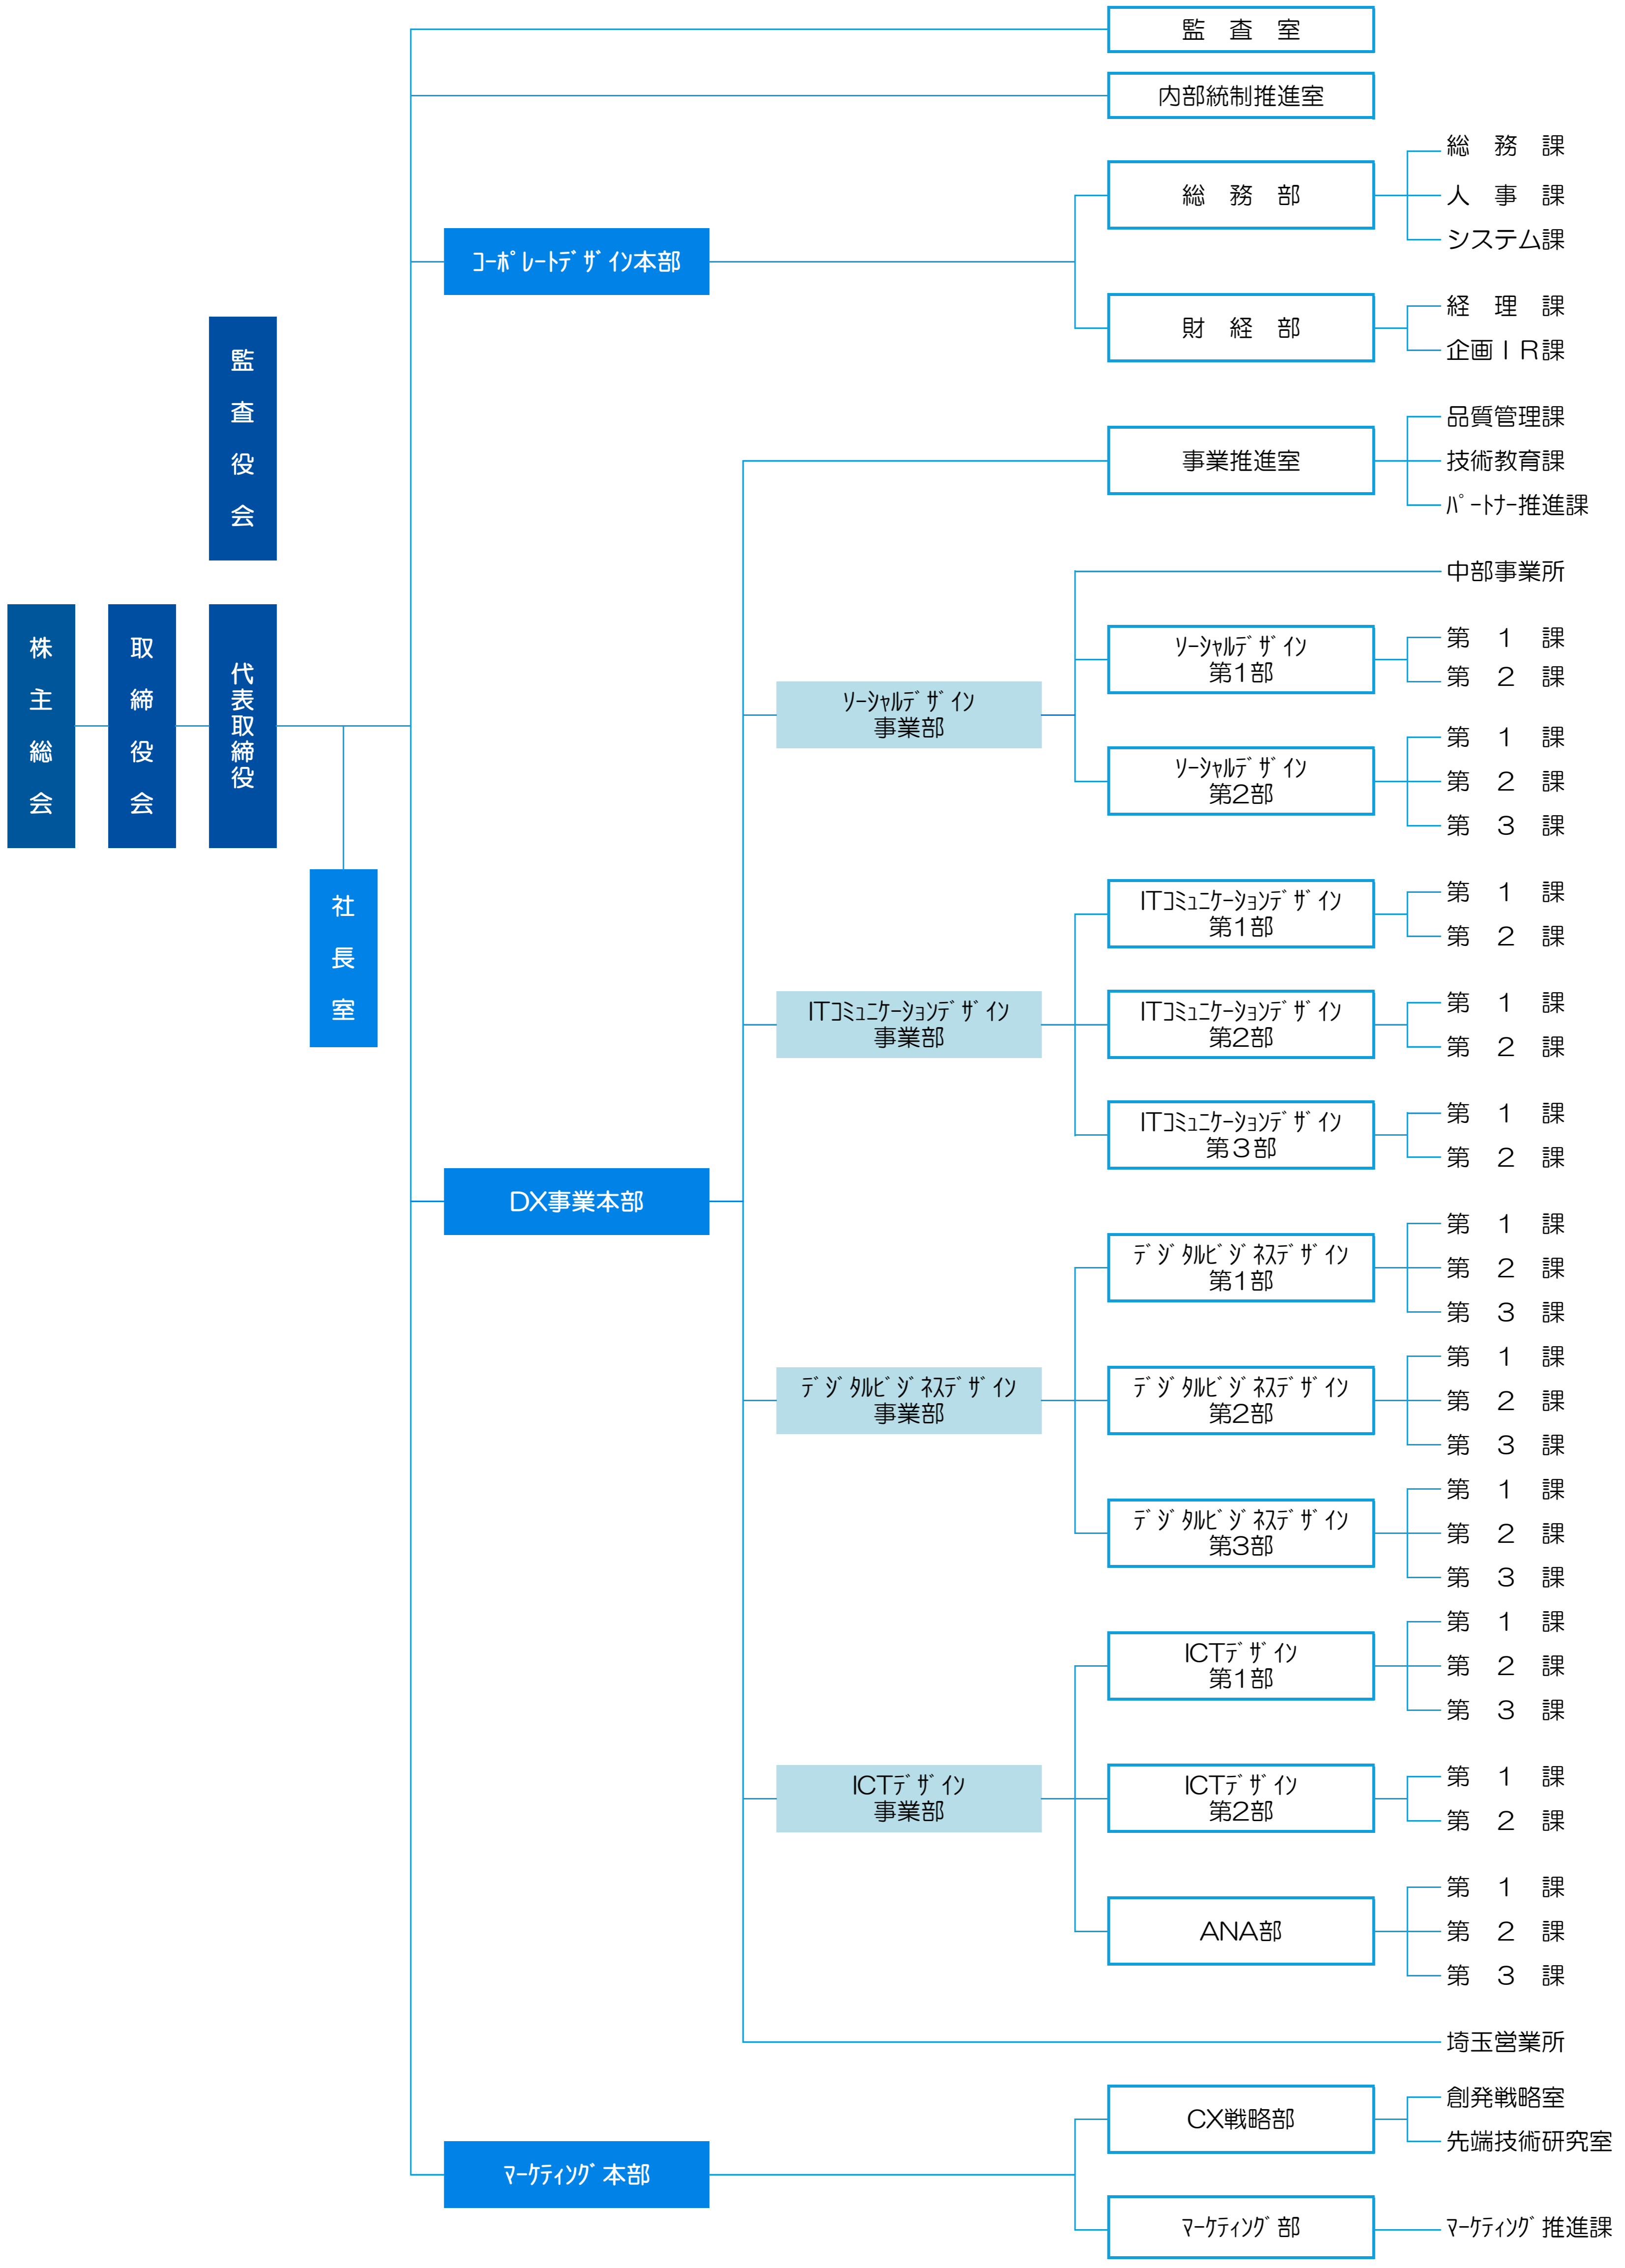 監　査　室
内部統制推進室
総　務　課
総　務　部
人　事　課
システム課
ｺｰﾎﾟﾚｰﾄﾃﾞｻﾞｲﾝ本部
経　理　課
財　経　部
企画ＩＲ課
監査役会
品質管理課
事業推進室
技術教育課
ﾊﾟｰﾄﾅｰ推進課
中部事業所
株主総会
取締役会
代表取締役
社長室
ｿｰｼｬﾙﾃﾞｻﾞｲﾝ
事業部
ｿｰｼｬﾙﾃﾞｻﾞｲﾝ
第1部
第　１　課
第　２　課
ｿｰｼｬﾙﾃﾞｻﾞｲﾝ
第2部
第　１　課
第　２　課
第　３　課
ITｺﾐｭﾆｹｰｼｮﾝﾃﾞｻﾞｲﾝ
事業部
ITｺﾐｭﾆｹｰｼｮﾝﾃﾞｻﾞｲﾝ
第1部
第　１　課
第　２　課
ITｺﾐｭﾆｹｰｼｮﾝﾃﾞｻﾞｲﾝ
第2部
第　１　課
第　２　課
ITｺﾐｭﾆｹｰｼｮﾝﾃﾞｻﾞｲﾝ
第３部
第　１　課
第　２　課
DX事業本部
ﾃﾞｼﾞﾀﾙﾋﾞｼﾞﾈｽﾃﾞｻﾞｲﾝ
事業部
ﾃﾞｼﾞﾀﾙﾋﾞｼﾞﾈｽﾃﾞｻﾞｲﾝ
第1部
第　１　課
第　２　課
第　３　課
ﾃﾞｼﾞﾀﾙﾋﾞｼﾞﾈｽﾃﾞｻﾞｲﾝ
第2部
第　１　課
第　２　課
第　３　課
ﾃﾞｼﾞﾀﾙﾋﾞｼﾞﾈｽﾃﾞｻﾞｲﾝ
第3部
第　１　課
第　２　課
第　３　課
ICTﾃﾞｻﾞｲﾝ
事業部
ICTﾃﾞｻﾞｲﾝ
第1部
第　１　課
第　２　課
第　３　課
ICTﾃﾞｻﾞｲﾝ
第2部
第　１　課
第　２　課
ANA部
第　１　課
第　２　課
第　３　課
埼玉営業所
ﾏｰｹﾃｨﾝｸﾞ本部
CX戦略部
創発戦略室
先端技術研究室
ﾏｰｹﾃｨﾝｸﾞ部
ﾏｰｹﾃｨﾝｸﾞ推進課